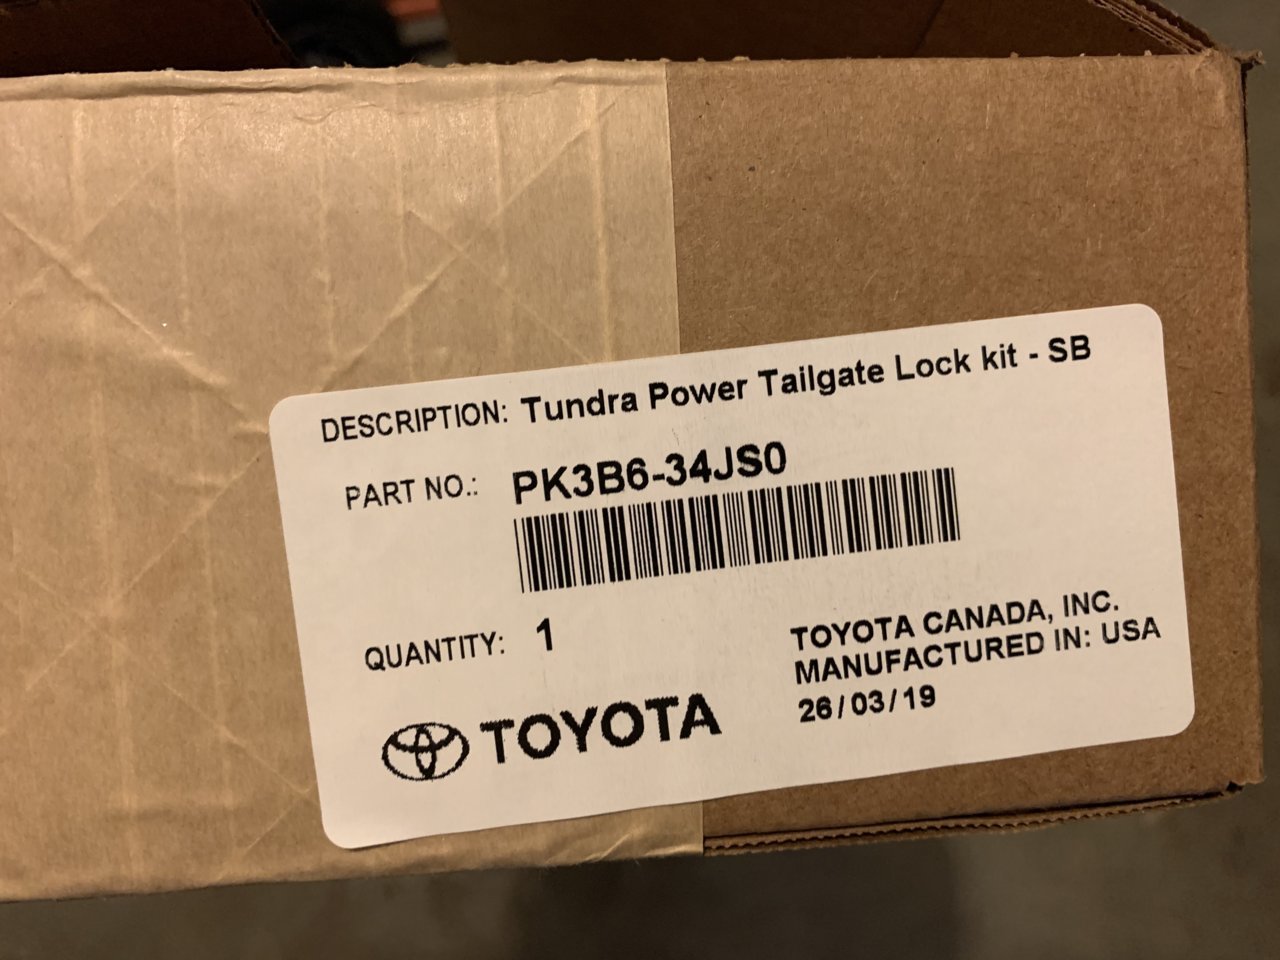 DESCRIPTION: Tundra Power Tailgate Lock kit - SB
PART NO.: PK3B6-34JS0
QUANTITY: 1
TOYOTA CANADA, INC.
MANUFACTURED IN: USA
26/03/19
TOYOTA